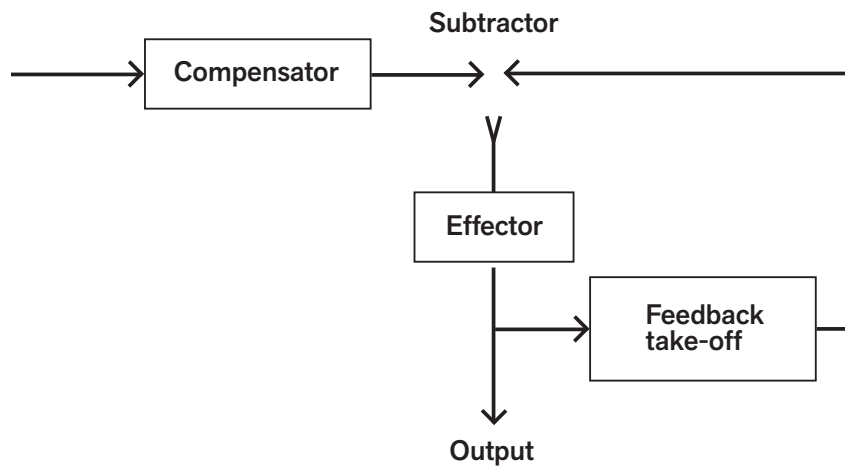 Subtractor
Compensator
Effector
Feedback
take-off
Output